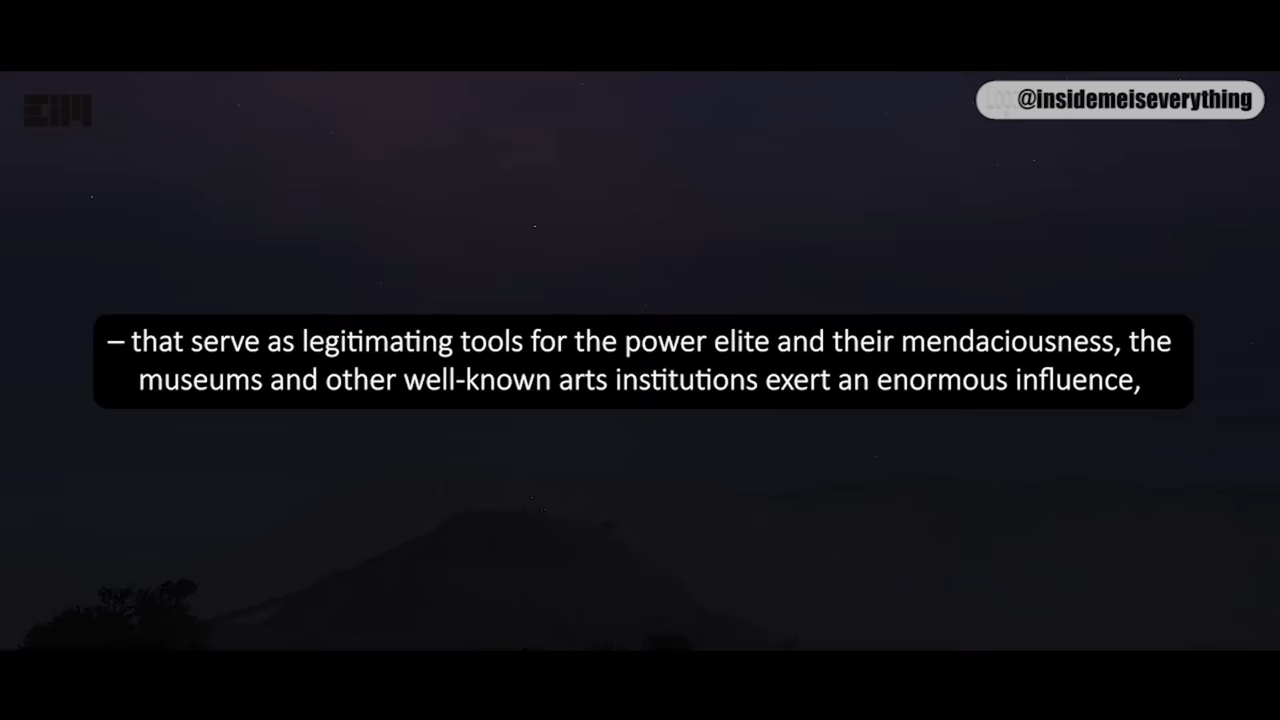 EiM
@insidemeiseverything
– that serve as legitimating tools for the power elite and their mendaciousness, the
museums and other well-known arts institutions exert an enormous influence,